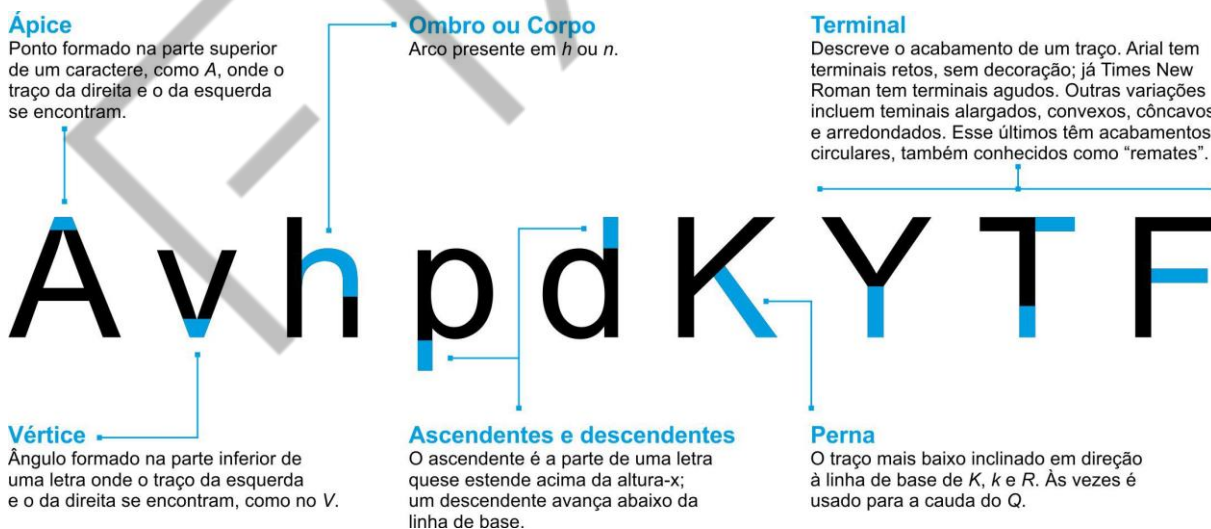 Ápice
Ponto formado na parte superior
de um caractere, como A, onde o
traço da direita e o da esquerda
se encontram.
Ombro ou Corpo
Arco presente em h ou n.
Terminal
Descreve o acabamento de um traço. Arial tem
terminais retos, sem decoração; já Times New
Roman tem terminais agudos. Outras variações
incluem teminais alargados, convexos, côncavos
e arredondados. Esse últimos têm acabamentos
circulares, também conhecidos como “remates”.
A v h p d K Y T F
Vértice
Ângulo formado na parte inferior de
uma letra onde o traço da esquerda
e o da direita se encontram, como no V.
Ascendentes e descendentes
O ascendente é a parte de uma letra
quese estende acima da altura-x;
um descendente avança abaixo da
linha de base.
Perna
O traço mais baixo inclinado em direção
à linha de base de K, k e R. Às vezes é
usado para a cauda do Q.